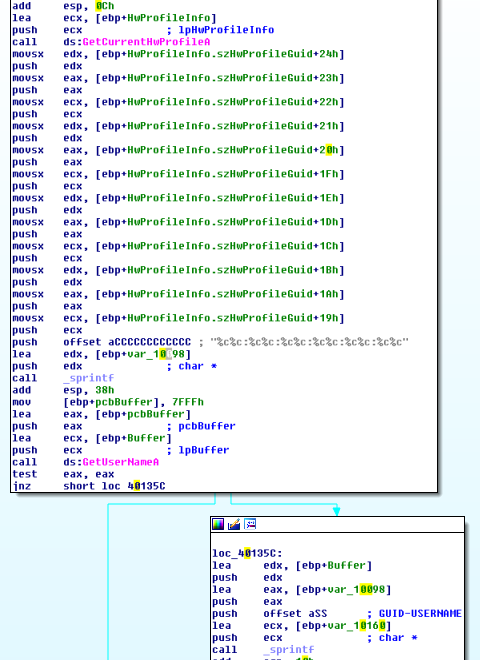 add esp, 0Ch
lea ecx, [ebp+HwProfileInfo]
push ecx ; lpHwProfileInfo
call ds:GetCurrentHwProfileA
movsx edx, [ebp+HwProfileInfo.szHwProfileGuid+24h]
push edx
movsx eax, [ebp+HwProfileInfo.szHwProfileGuid+23h]
push eax
movsx ecx, [ebp+HwProfileInfo.szHwProfileGuid+22h]
push ecx
movsx edx, [ebp+HwProfileInfo.szHwProfileGuid+21h]
push edx
movsx eax, [ebp+HwProfileInfo.szHwProfileGuid+20h]
push eax
movsx ecx, [ebp+HwProfileInfo.szHwProfileGuid+1Fh]
push ecx
movsx edx, [ebp+HwProfileInfo.szHwProfileGuid+1Eh]
push edx
movsx eax, [ebp+HwProfileInfo.szHwProfileGuid+1Dh]
push eax
movsx ecx, [ebp+HwProfileInfo.szHwProfileGuid+1Ch]
push ecx
movsx edx, [ebp+HwProfileInfo.szHwProfileGuid+1Bh]
push edx
movsx eax, [ebp+HwProfileInfo.szHwProfileGuid+1Ah]
push eax
movsx ecx, [ebp+HwProfileInfo.szHwProfileGuid+19h]
push ecx
push offset aCCCCCCCCCCCC ; "%c%c:%c%c:%c%c:%c%c:%c%c:%c%c"
lea edx, [ebp+var_10098]
push edx ; char *
call _sprintf
add esp, 38h
mov [ebp+pcbBuffer], 7FFFh
lea eax, [ebp+pcbBuffer]
push eax ; pcbBuffer
lea ecx, [ebp+Buffer]
push ecx ; lpBuffer
call ds:GetUserNameA
test eax, eax
jnz short loc_40135C
loc_40135C:
lea edx, [ebp+Buffer]
push edx
lea eax, [ebp+var_10098]
push eax
push offset aSS ; GUID-USERNAME
lea ecx, [ebp+var_10160]
push ecx ; char *
call _sprintf